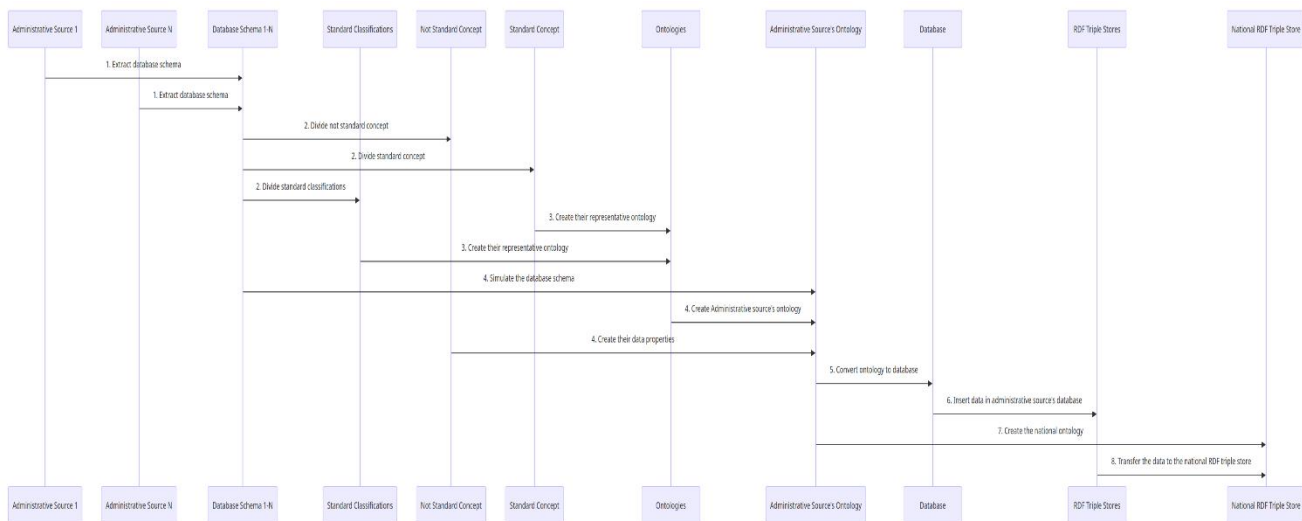 Administrative Source 1
Administrative Source N
Database Schema 1-N
Standard Classifications
Not Standard Concept
Standard Concept
Ontologies
Administrative Source's Ontology
Database
RDF Triple Stores
National RDF Triple Store
1. Extract database schema
1. Extract database schema
2. Divide not standard concept
2. Divide standard concept
2. Divide standard classifications
3. Create their representative ontology
3. Create their representative ontology
4. Simulate the database schema
4. Create Administrative source's ontology
4. Create their data properties
5. Convert ontology to database
6. Insert data in administrative source's database
7. Create the national ontology
8. Transfer the data to the national RDF triple store
Administrative Source 1
Administrative Source N
Database Schema 1-N
Standard Classifications
Not Standard Concept
Standard Concept
Ontologies
Administrative Source's Ontology
Database
RDF Triple Stores
National RDF Triple Store